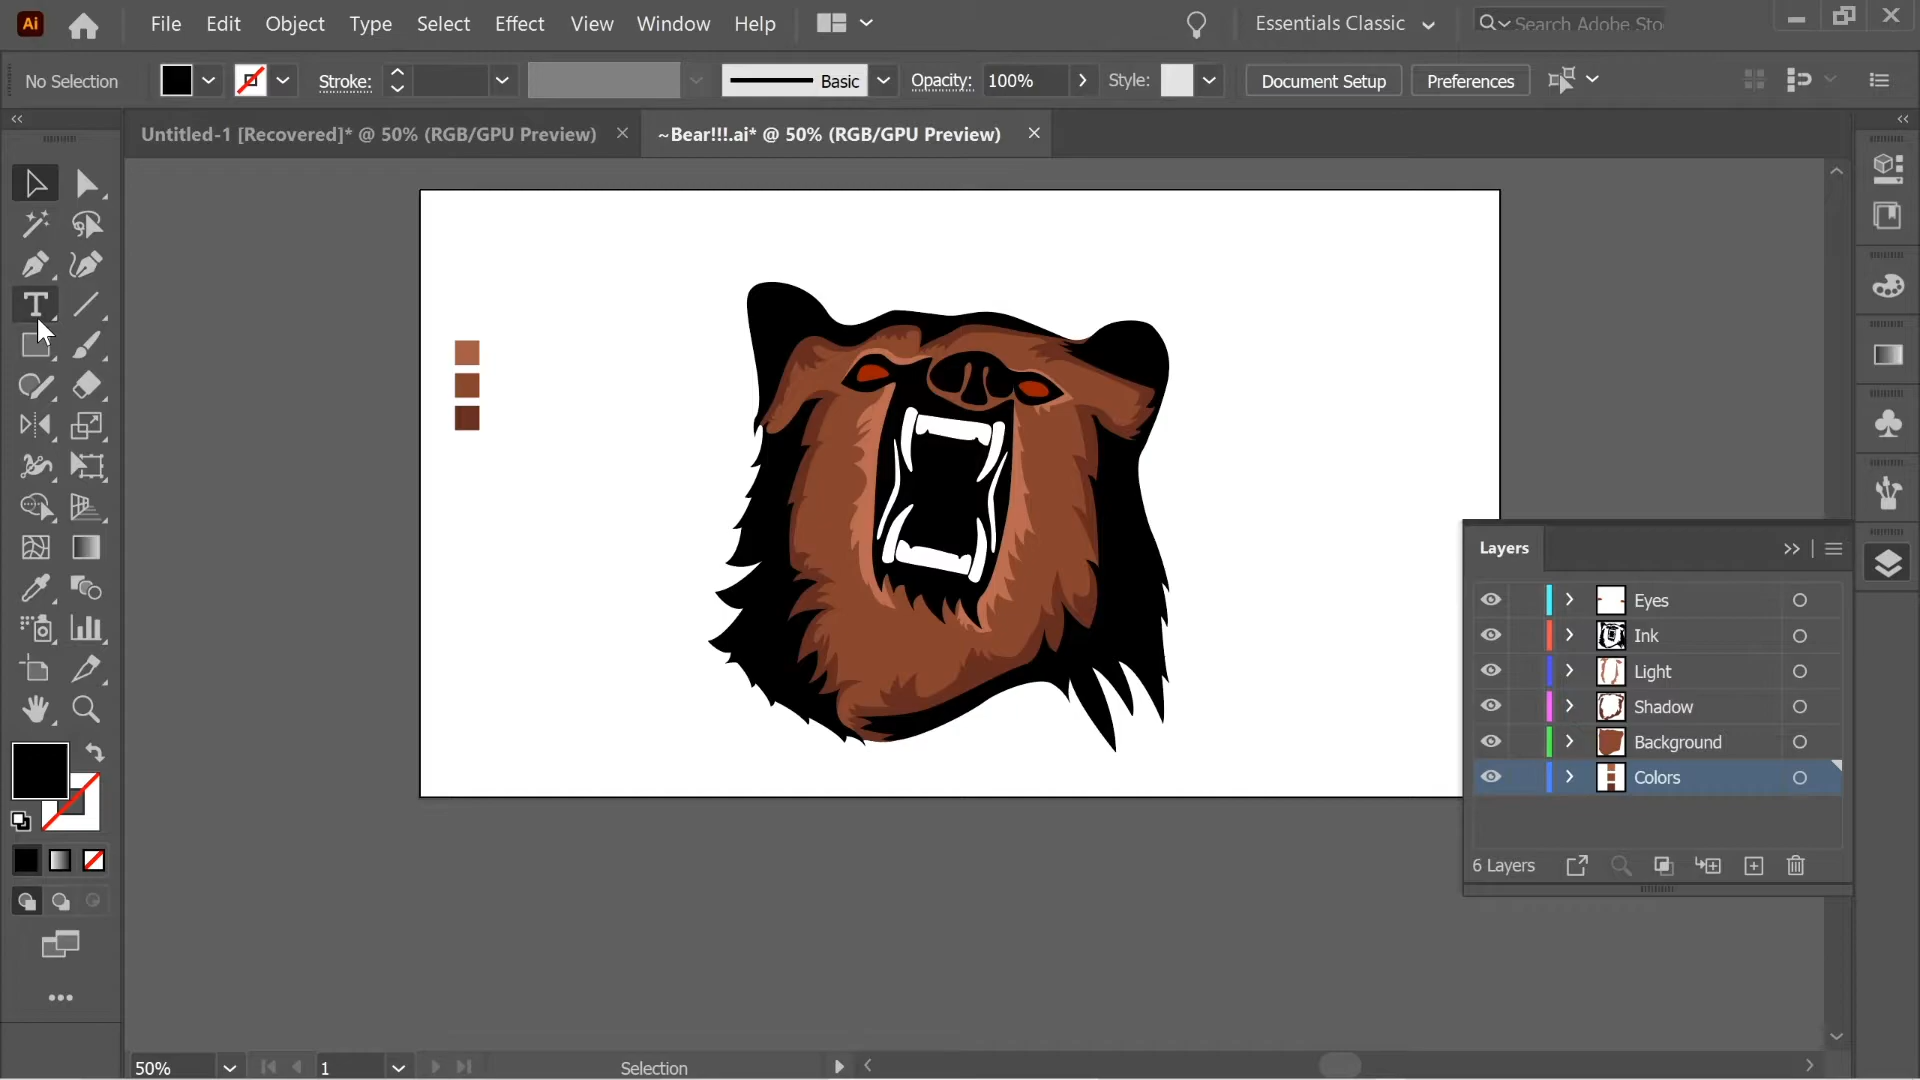 Ai File Edit Object Type Select Effect View Window Help Essentials Classic Search Adobe Sto
No Selection Stroke: Basic Opacity: 100% Style: Document Setup Preferences
Untitled-1 [Recovered]* @ 50% (RGB/GPU Preview) ~Bear!!!.ai* @ 50% (RGB/GPU Preview)
Layers
Eyes
Ink
Light
Shadow
Background
Colors
6 Layers
50% 1 Selection